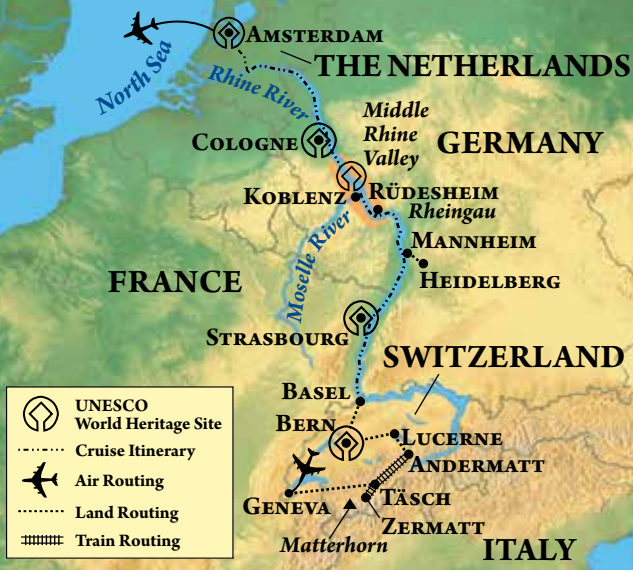 AMSTERDAM
THE NETHERLANDS
North Sea
Rhine River
Middle
Rhine
Valley
COLOGNE
GERMANY
KOBLENZ
RÜDESHEIM
Rheingau
Moselle River
MANNHEIM
HEIDELBERG
FRANCE
STRASBOURG
SWITZERLAND
BASEL
BERN
LUCERNE
ANDERMATT
GENEVA
TÄSCH
ZERMATT
Matterhorn
ITALY
UNESCO
World Heritage Site
Cruise Itinerary
Air Routing
Land Routing
Train Routing